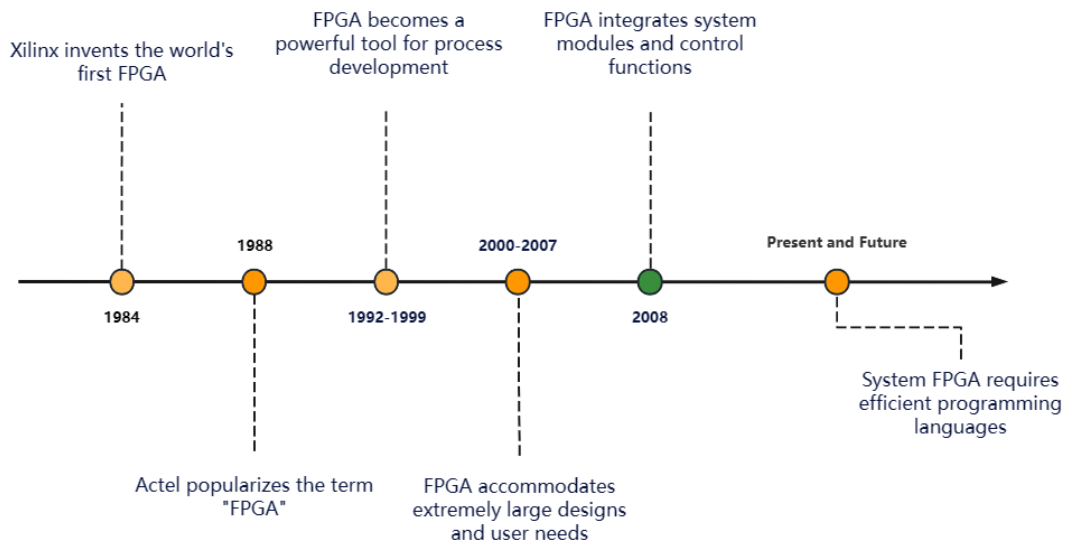 Xilinx invents the world's
first FPGA
FPGA becomes a
powerful tool for process
development
FPGA integrates system
modules and control
functions
1988
2000-2007
Present and Future
1984
1992-1999
2008
System FPGA requires
efficient programming
languages
Actel popularizes the term
"FPGA"
FPGA accommodates
extremely large designs
and user needs